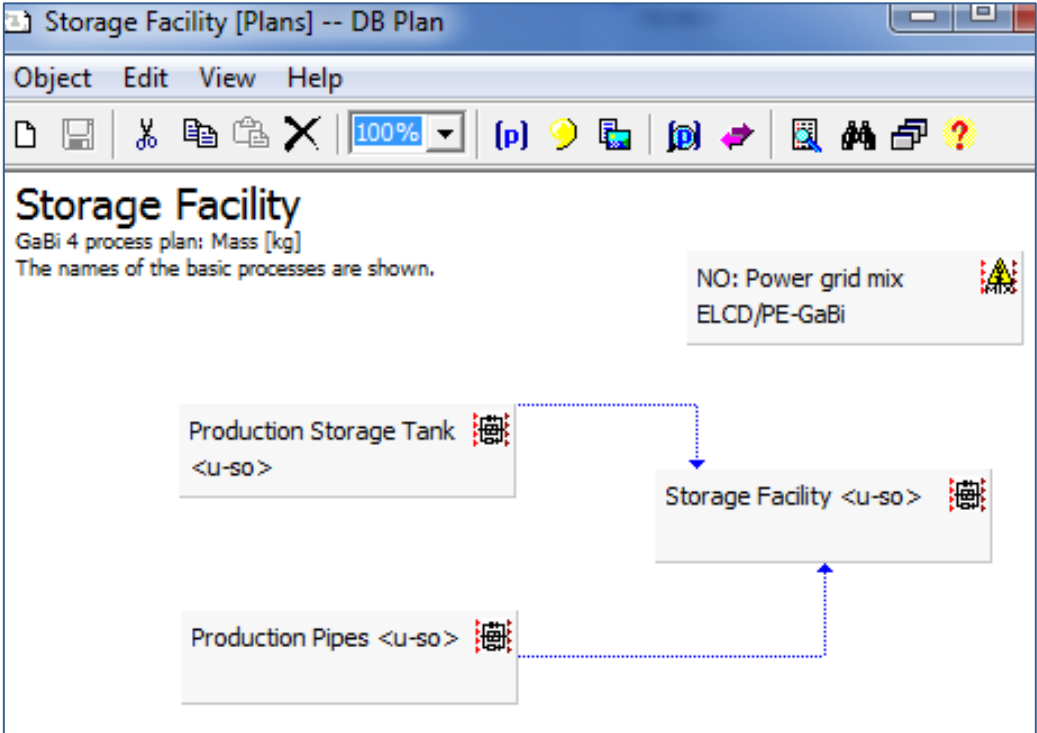 Storage Facility [Plans] -- DB Plan
Object Edit View Help
100% (p) (p) ?
Storage Facility
GaBi 4 process plan: Mass [kg]
The names of the basic processes are shown.
NO: Power grid mix
ELCD/PE-GaBi
MIX
Production Storage Tank
<u-so>
Storage Facility <u-so>
Production Pipes <u-so>